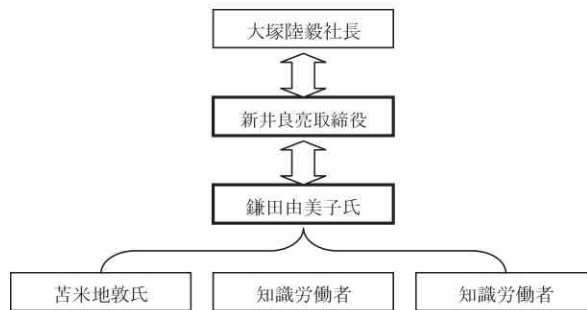 大塚陸毅社長
新井良亮取締役
鎌田由美子氏
苫米地敦氏
知識労働者
知識労働者